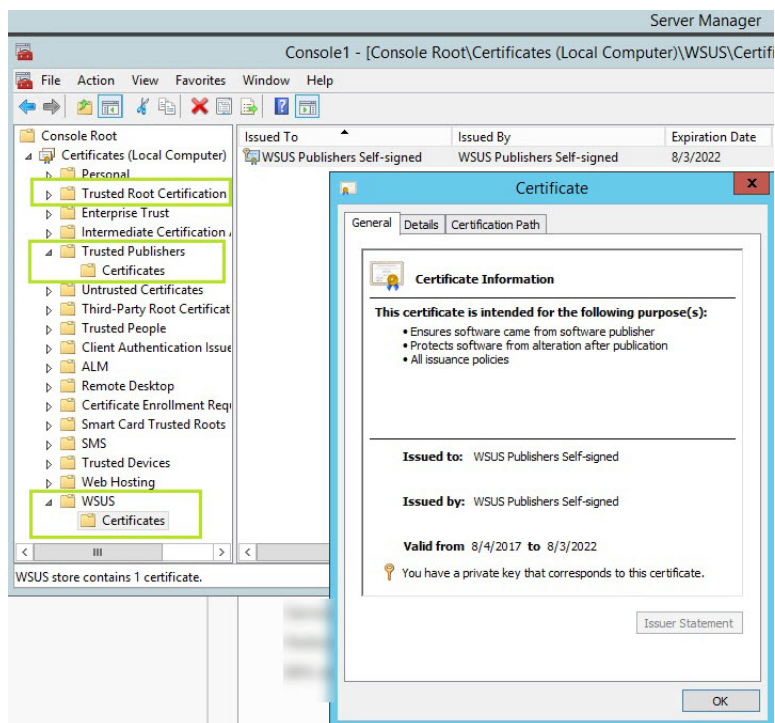 Server Manager
Console1 - [Console Root\Certificates (Local Computer)\WSUS\Certifi
File Action View Favorites Window Help
Console Root
Certificates (Local Computer)
Personal
Trusted Root Certification
Enterprise Trust
Intermediate Certification
Trusted Publishers
Certificates
Untrusted Certificates
Third-Party Root Certificat
Trusted People
Client Authentication Issue
ALM
Remote Desktop
Certificate Enrollment Requ
Smart Card Trusted Roots
SMS
Trusted Devices
Web Hosting
WSUS
Certificates
WSUS store contains 1 certificate.
Issued To Issued By Expiration Date
WSUS Publishers Self-signed WSUS Publishers Self-signed 8/3/2022
Certificate
General Details Certification Path
Certificate Information
This certificate is intended for the following purpose(s):
• Ensures software came from software publisher
• Protects software from alteration after publication
• All issuance policies
Issued to: WSUS Publishers Self-signed
Issued by: WSUS Publishers Self-signed
Valid from 8/4/2017 to 8/3/2022
You have a private key that corresponds to this certificate.
Issuer Statement
OK